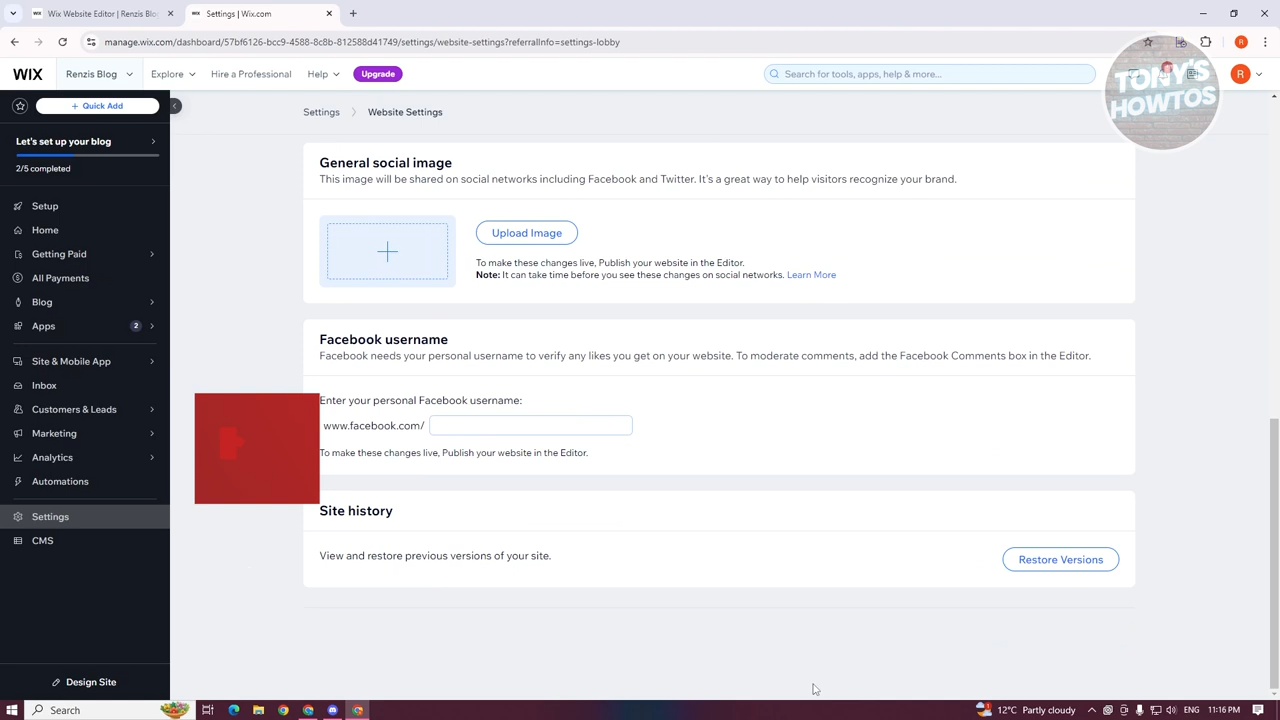 Wix Website Editor | Renzis Blog
Settings | Wix.com
manage.wix.com/dashboard/57bf6126-bcc9-4588-8c8b-812588d41749/settings/website-settings?referralInfo=settings-lobby
WIX
Renzis Blog
Explore
Hire a Professional
Help
Upgrade
Search for tools, apps, help & more...
R
TONY'S
HOWTOS
+ Quick Add
Let's set up your blog
2/5 completed
Setup
Home
Getting Paid
All Payments
Blog
Apps
2
Site & Mobile App
Inbox
Customers & Leads
Marketing
Analytics
Automations
Settings
CMS
Design Site
Settings
Website Settings
General social image
This image will be shared on social networks including Facebook and Twitter. It's a great way to help visitors recognize your brand.
Upload Image
To make these changes live, Publish your website in the Editor.
Note: It can take time before you see these changes on social networks. Learn More
Facebook username
Facebook needs your personal username to verify any likes you get on your website. To moderate comments, add the Facebook Comments box in the Editor.
Enter your personal Facebook username:
www.facebook.com/
To make these changes live, Publish your website in the Editor.
Site history
View and restore previous versions of your site.
Restore Versions
Search
12°C Partly cloudy
ENG
11:16 PM